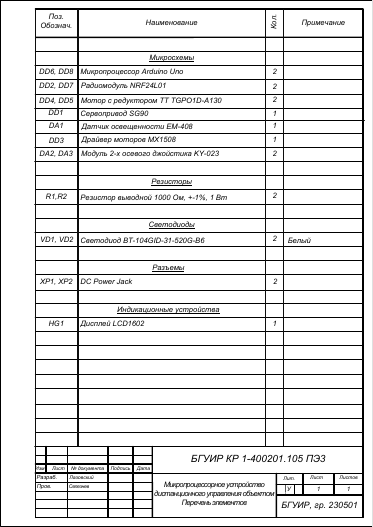 Поз. Обознач. Наименование Кол. Примечание
Микросхемы
DD6, DD8 Микропроцессор Arduino Uno 2
DD2, DD7 Радиомодуль NRF24L01 2
DD4, DD5 Мотор с редуктором TT TGPO1D-A130 2
DD1 Сервопривод SG90 1
DA1 Датчик освещенности EM-408 1
DD3 Драйвер моторов MX1508 1
DA2, DA3 Модуль 2-х осевого джойстика KY-023 2
Резисторы
R1,R2 Резистор выводной 1000 Ом, +-1%, 1 Вт 2
Светодиоды
VD1, VD2 Светодиод BT-104GID-31-520G-B6 2 Белый
Разъемы
XP1, XP2 DC Power Jack 2
Индикационные устройства
HG1 Дисплей LCD1602 1
БГУИР КР 1-400201.105 ПЭ3
Изм Лист № документа Подпись Дата
Разраб.
Пров.
Микропроцессорное устройство
дистанционного управления объектом
Перечень элементов
Лит. Лист Листов
У 1 1
БГУИР, гр. 230501